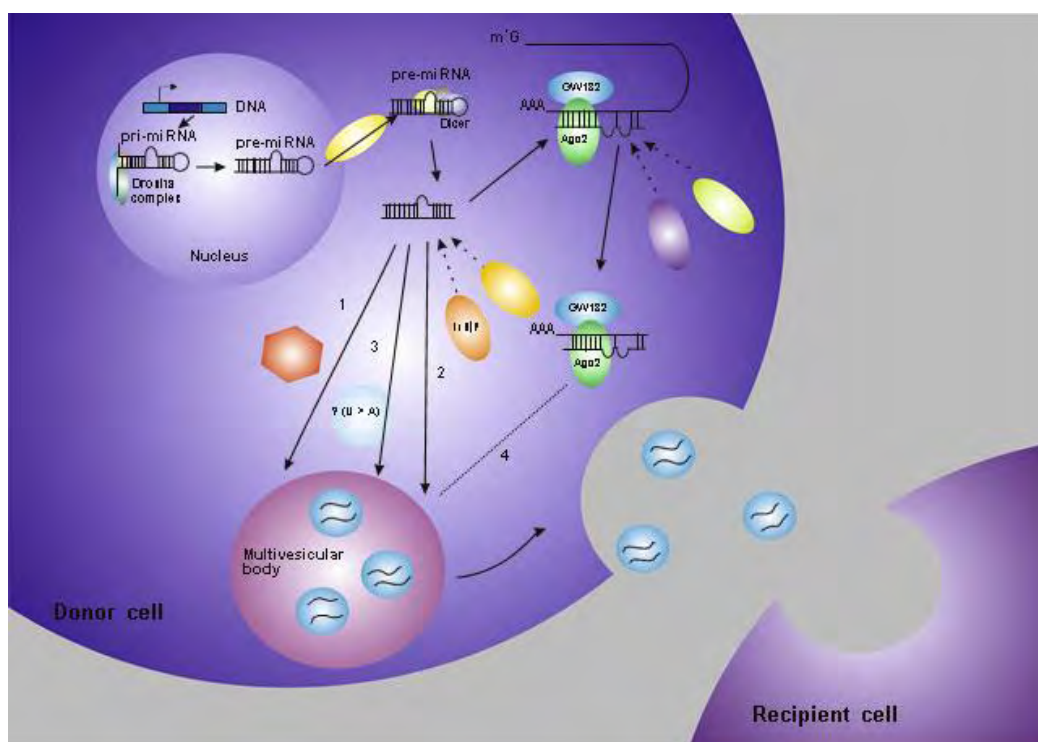 m⁷G
pre-miRNA
GW182
AAA
DNA
Dicer
pri-miRNA
pre-miRNA
Ago2
Drosha
complex
Nucleus
GW182
1
AAA
3
Ago2
2
? (U > A)
4
Multivesicular
body
Donor cell
Recipient cell